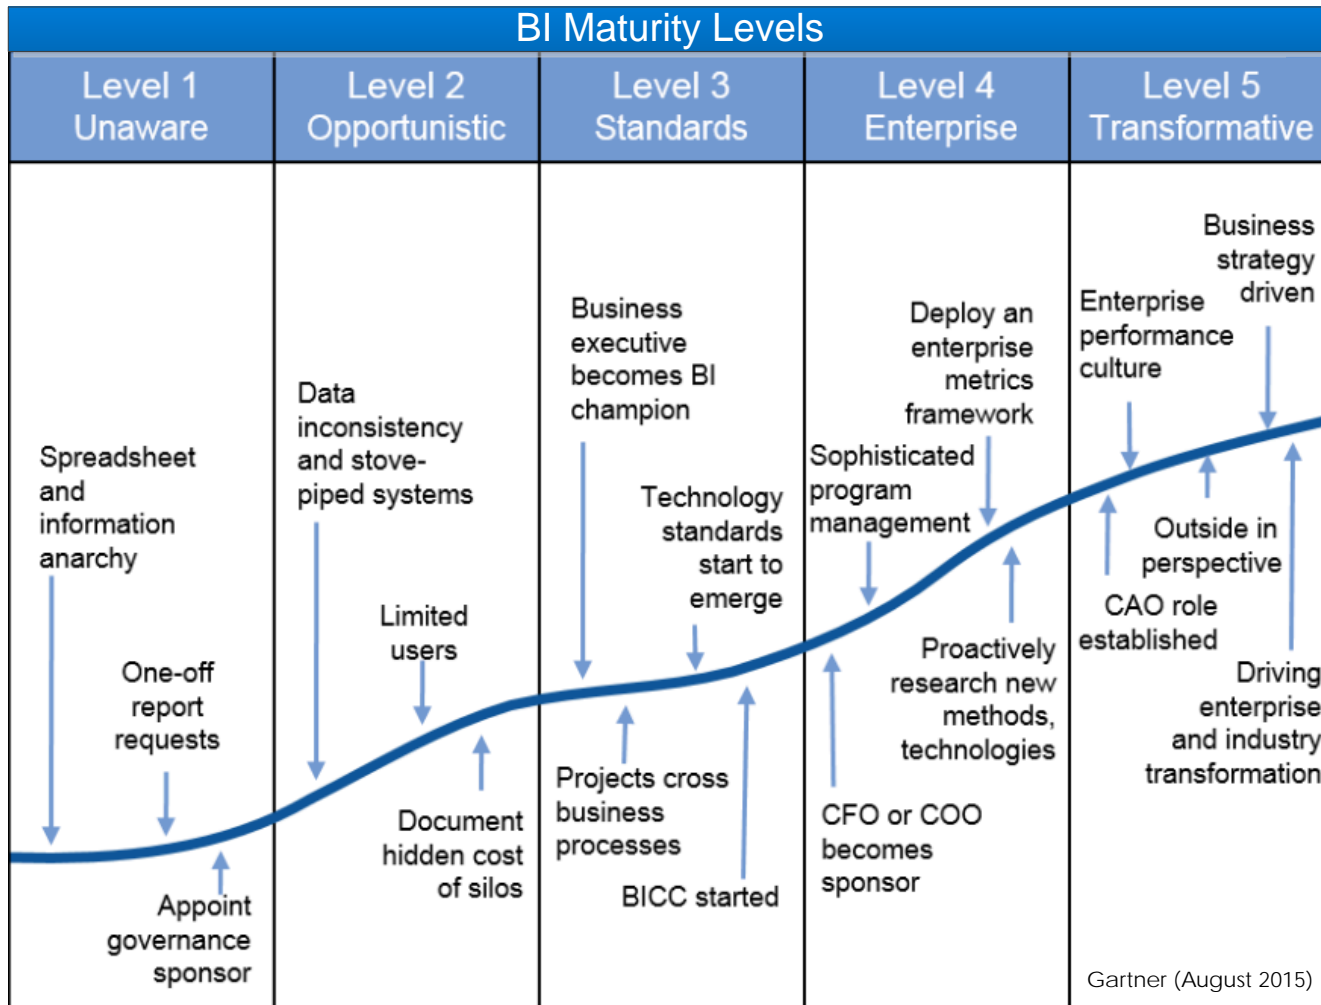 BI Maturity Levels
Level 1
Unaware
Level 2
Opportunistic
Level 3
Standards
Level 4
Enterprise
Level 5
Transformative
Spreadsheet
and
information
anarchy
One-off
report
requests
Appoint
governance
sponsor
Data
inconsistency
and stove-
piped systems
Limited
users
Document
hidden cost
of silos
Business
executive
becomes BI
champion
Projects cross
business
processes
Technology
standards
start to
emerge
BICC started
Sophisticated
program
management
CFO or COO
becomes
sponsor
Deploy an
enterprise
metrics
framework
Proactively
research new
methods,
technologies
Enterprise
performance
culture
CAO role
established
Outside in
perspective
Business
strategy
driven
Driving
enterprise
and industry
transformation
Gartner (August 2015)